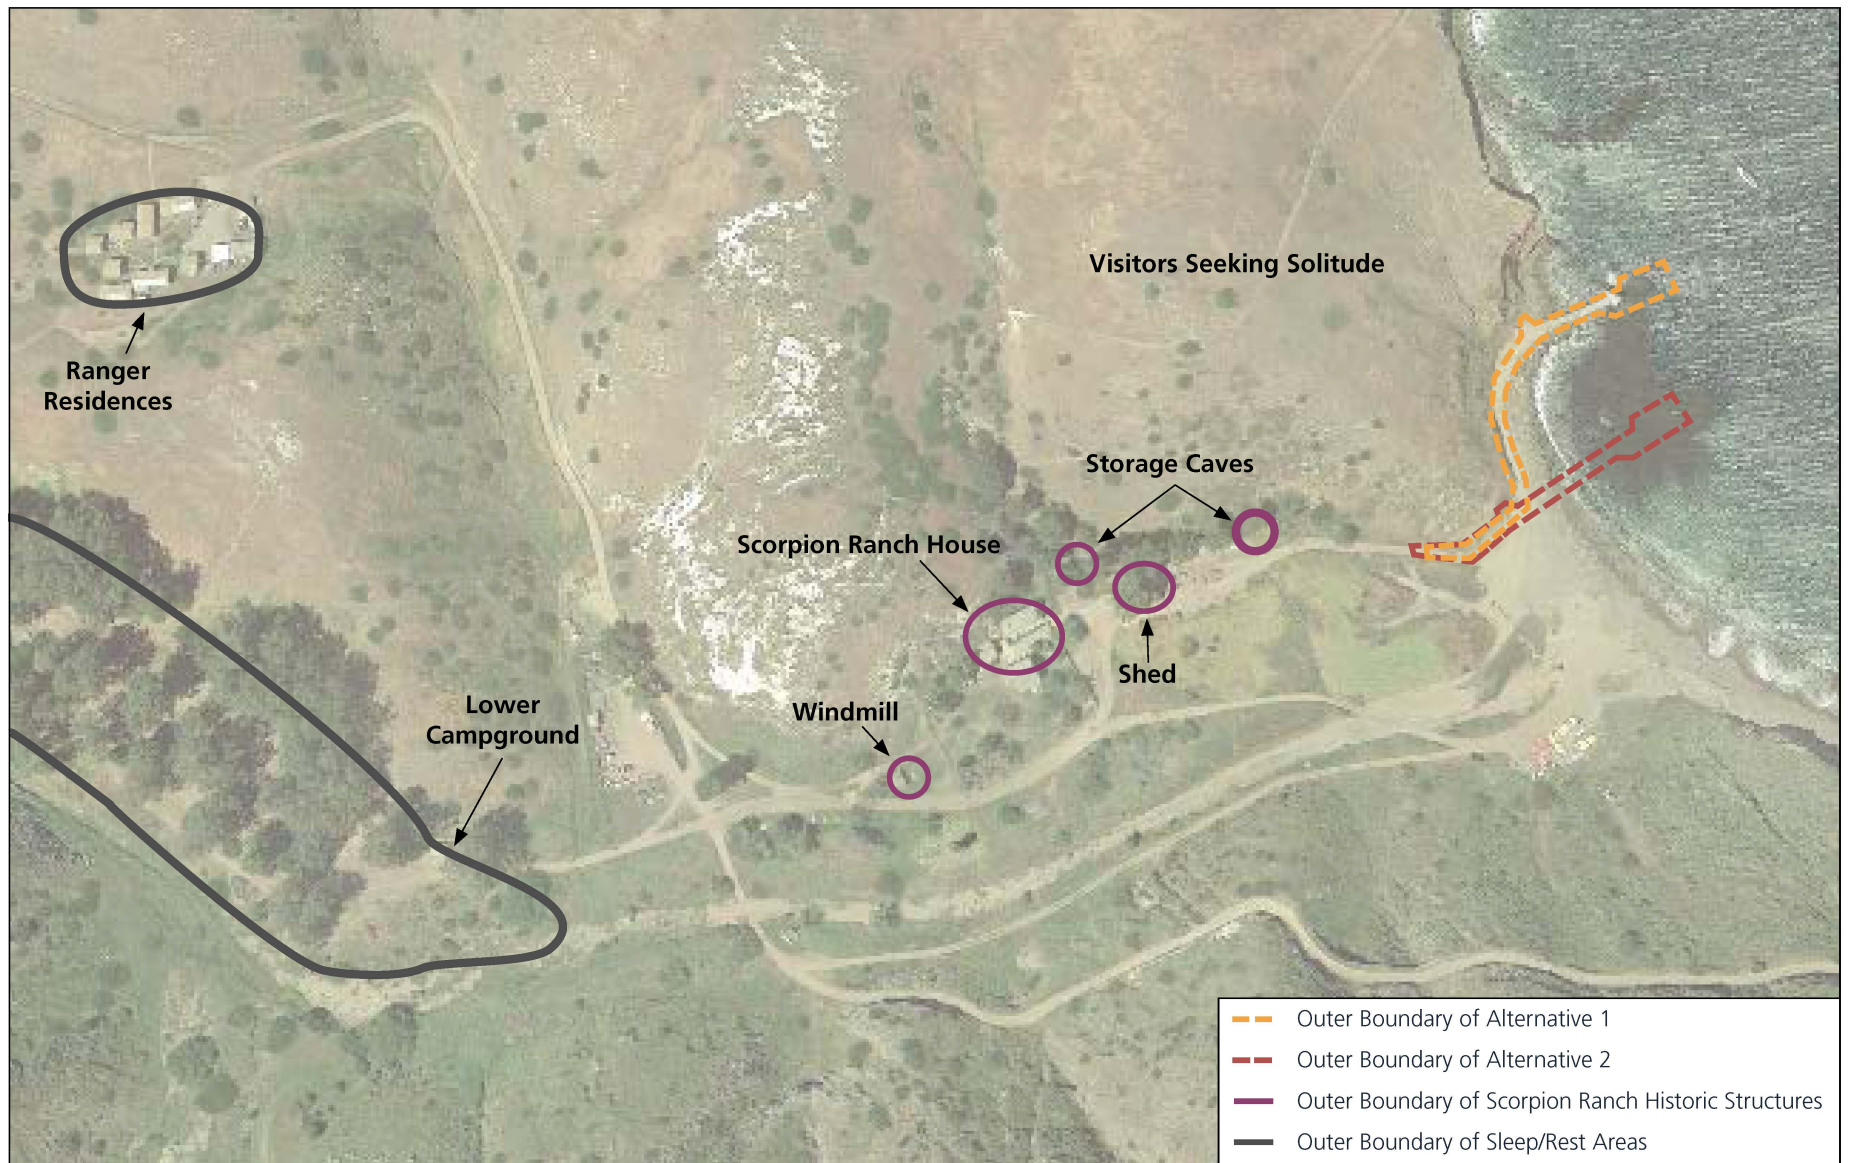 Visitors Seeking Solitude
Ranger
Residences
Storage Caves
Scorpion Ranch House
Shed
Lower
Campground
Windmill
Outer Boundary of Alternative 1
Outer Boundary of Alternative 2
Outer Boundary of Scorpion Ranch Historic Structures
Outer Boundary of Sleep/Rest Areas